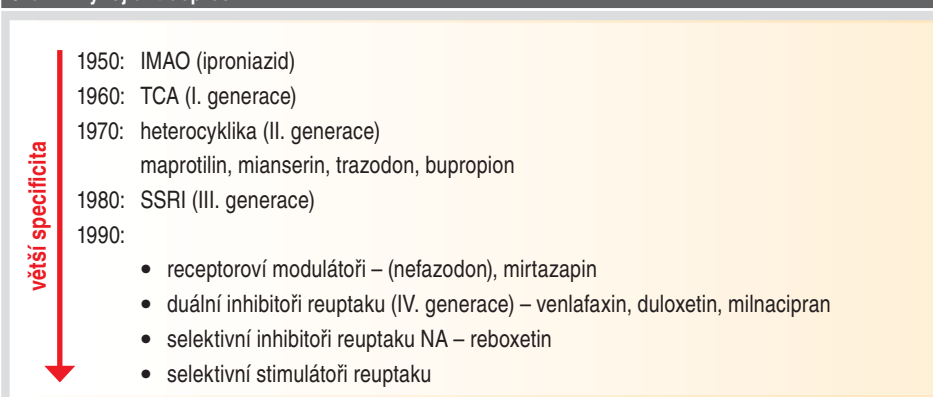 1950: IMAO (iproniazid)
1960: TCA (I. generace)
1970: heterocyklika (II. generace)
maprotilin, mianserin, trazodon, bupropion
1980: SSRI (III. generace)
1990:
• receptoroví modulátoři – (nefazodon), mirtazapin
• duální inhibitoři reuptaku (IV. generace) – venlafaxin, duloxetin, milnacipran
• selektivní inhibitoři reuptaku NA – reboxetin
• selektivní stimulátoři reuptaku
větší specificita